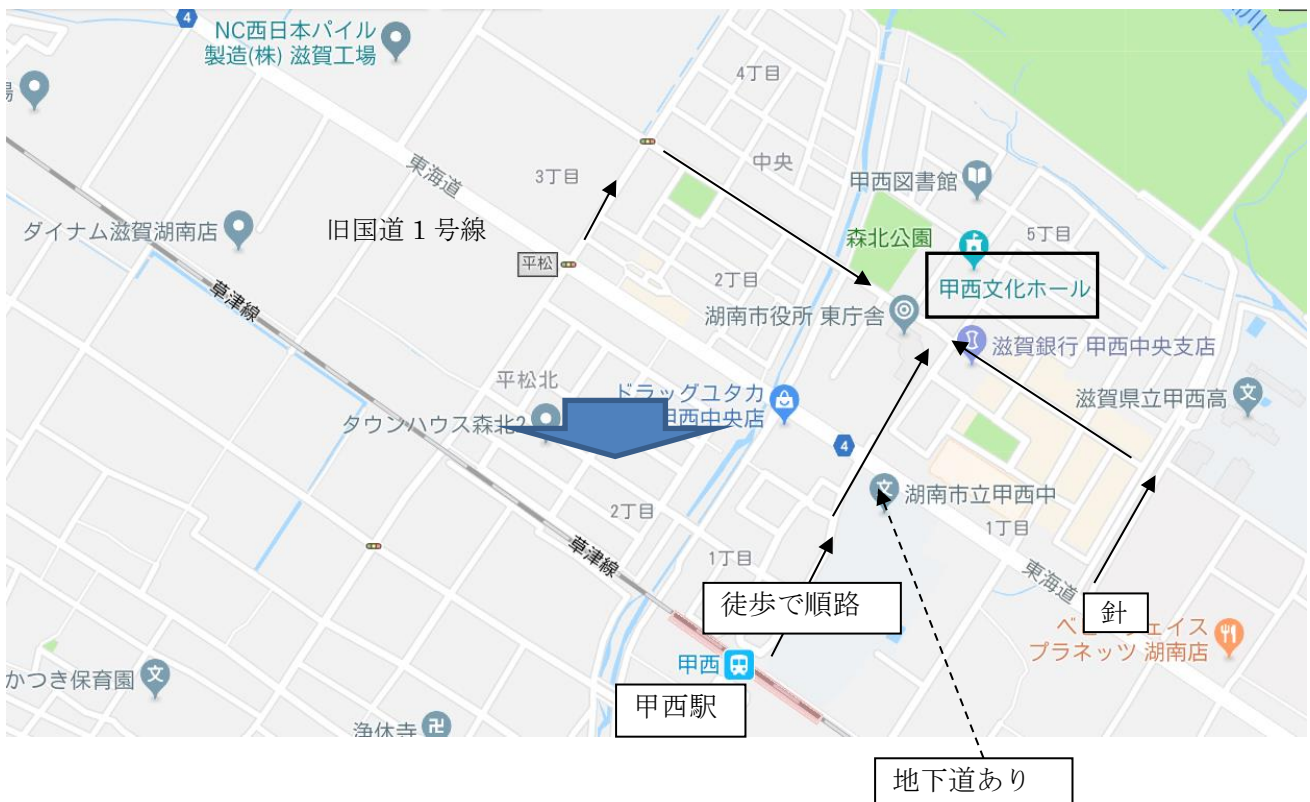 4
NC西日本パイル
製造(株) 滋賀工場
場
4丁目
東海道
3丁目
中央
甲西図書館
ダイナム滋賀湖南店
旧国道１号線
森北公園
5丁目
平松
草津線
2丁目
甲西文化ホール
湖南市役所 東庁舎
滋賀銀行 甲西中央支店
平松北
ドラッグユタカ
甲西中央店
滋賀県立甲西高
タウンハウス森北2
4
湖南市立甲西中
2丁目
1丁目
草津線
1丁目
東海道
徒歩で順路
針
プラネッツ 湖南店
甲西
かつき保育園
甲西駅
浄休寺
地下道あり